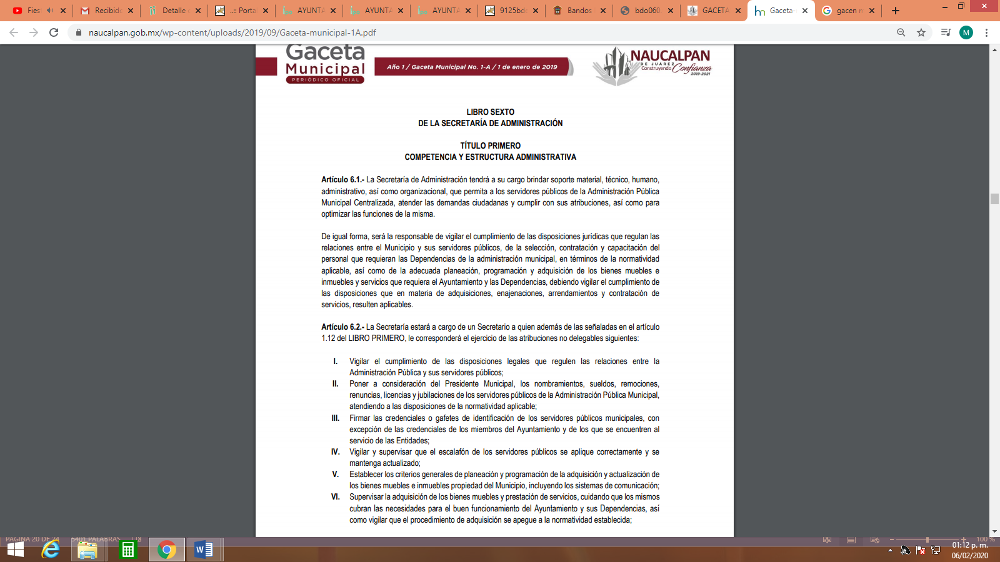 Fies
Recibido
Detalle
..:: Porta
AYUNTA
AYUNTA
AYUNTA
9125bd
Bandos
bdo060.
GACETA
Gaceta-
gacen m
naucalpan.gob.mx/wp-content/uploads/2019/09/Gaceta-municipal-1A.pdf
M
Gaceta
Municipal
PERIÓDICO OFICIAL
Año 1 / Gaceta Municipal No. 1-A / 1 de enero de 2019
NAUCALPAN
DE JUÁREZ
Construyendo Confianza
2019-2021
LIBRO SEXTO
DE LA SECRETARÍA DE ADMINISTRACIÓN
TÍTULO PRIMERO
COMPETENCIA Y ESTRUCTURA ADMINISTRATIVA
Artículo 6.1.- La Secretaría de Administración tendrá a su cargo brindar soporte material, técnico, humano,
administrativo, así como organizacional, que permita a los servidores públicos de la Administración Pública
Municipal Centralizada, atender las demandas ciudadanas y cumplir con sus atribuciones, así como para
optimizar las funciones de la misma.
De igual forma, será la responsable de vigilar el cumplimiento de las disposiciones jurídicas que regulan las
relaciones entre el Municipio y sus servidores públicos, de la selección, contratación y capacitación del
personal que requieran las Dependencias de la administración municipal, en términos de la normatividad
aplicable, así como de la adecuada planeación, programación y adquisición de los bienes muebles e
inmuebles y servicios que requiera el Ayuntamiento y las Dependencias, debiendo vigilar el cumplimiento de
las disposiciones que en materia de adquisiciones, enajenaciones, arrendamientos y contratación de
servicios, resulten aplicables.
Artículo 6.2.- La Secretaría estará a cargo de un Secretario a quien además de las señaladas en el artículo
1.12 del LIBRO PRIMERO, le corresponderá el ejercicio de las atribuciones no delegables siguientes:
I. Vigilar el cumplimiento de las disposiciones legales que regulen las relaciones entre la
Administración Pública y sus servidores públicos;
II. Poner a consideración del Presidente Municipal, los nombramientos, sueldos, remociones,
renuncias, licencias y jubilaciones de los servidores públicos de la Administración Pública Municipal,
atendiendo a las disposiciones de la normatividad aplicable;
III. Firmar las credenciales o gafetes de identificación de los servidores públicos municipales, con
excepción de las credenciales de los miembros del Ayuntamiento y de los que se encuentren al
servicio de las Entidades;
IV. Vigilar y supervisar que el escalafón de los servidores públicos se aplique correctamente y se
mantenga actualizado;
V. Establecer los criterios generales de planeación y programación de la adquisición y actualización de
los bienes muebles e inmuebles propiedad del Municipio, incluyendo los sistemas de comunicación;
VI. Supervisar la adquisición de los bienes muebles y prestación de servicios, cuidando que los mismos
cubran las necesidades para el buen funcionamiento del Ayuntamiento y sus Dependencias, así
como vigilar que el procedimiento de adquisición se apegue a la normatividad establecida;
PÁGINA 20 DE 24 5401 PALABRAS
100 %
01:12 p. m.
06/02/2020